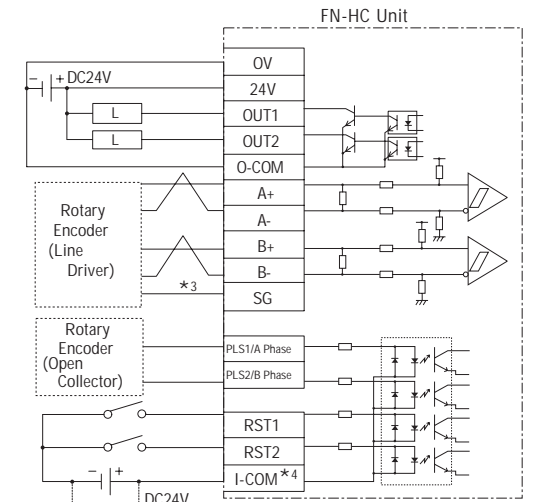 FN-HC Unit
0V
– + DC24V
24V
L
OUT1
L
OUT2
O-COM
A+
A-
Rotary
Encoder
(Line
Driver)
B+
B-
*3
SG
Rotary
Encoder
(Open
Collector)
PLS1/A Phase
PLS2/B Phase
RST1
RST2
– +
I-COM*4
DC24V